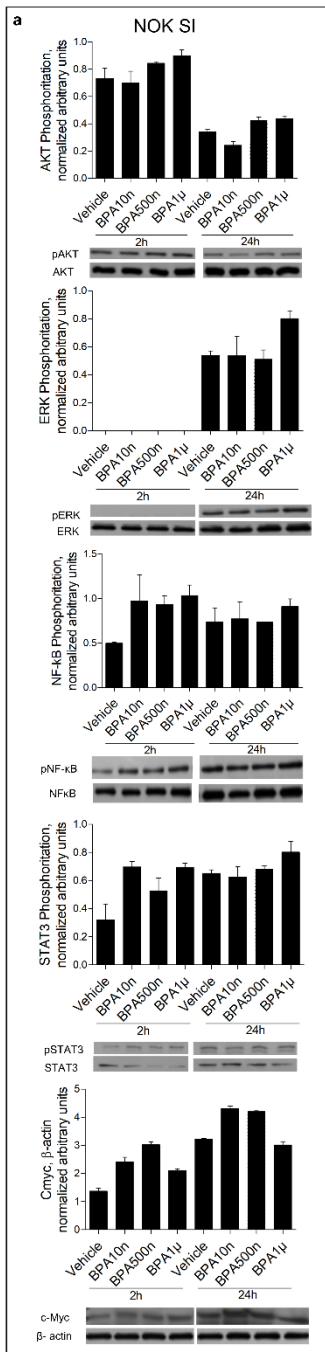 a
NOK SI
AKT Phosphoritation,
normalized arbitrary units
1.0
0.8
0.6
0.4
0.2
0.0
Vehicle BPA10n BPA500n BPA1µ Vehicle BPA10n BPA500n BPA1µ
2h 24h
pAKT
AKT
ERK Phosphoritation,
normalized arbitrary units
1.0
0.8
0.6
0.4
0.2
0.0
Vehicle BPA10n BPA500n BPA1µ Vehicle BPA10n BPA500n BPA1µ
2h 24h
pERK
ERK
NF-kB Phosphoritation,
normalized arbitrary units
1.5
1.0
0.5
0.0
Vehicle BPA10n BPA500n BPA1µ Vehicle BPA10n BPA500n BPA1µ
2h 24h
pNF-κB
NFκB
STAT3 Phosphoritation,
normalized arbitrary units
1.0
0.8
0.6
0.4
0.2
0.0
Vehicle BPA10n BPA500n BPA1µ Vehicle BPA10n BPA500n BPA1µ
2h 24h
pSTAT3
STAT3
Cmyc, β-actin
normalized arbitrary units
5
4
3
2
1
0
Vehicle BPA10n BPA500n BPA1µ Vehicle BPA10n BPA500n BPA1µ
2h 24h
c-Myc
β- actin